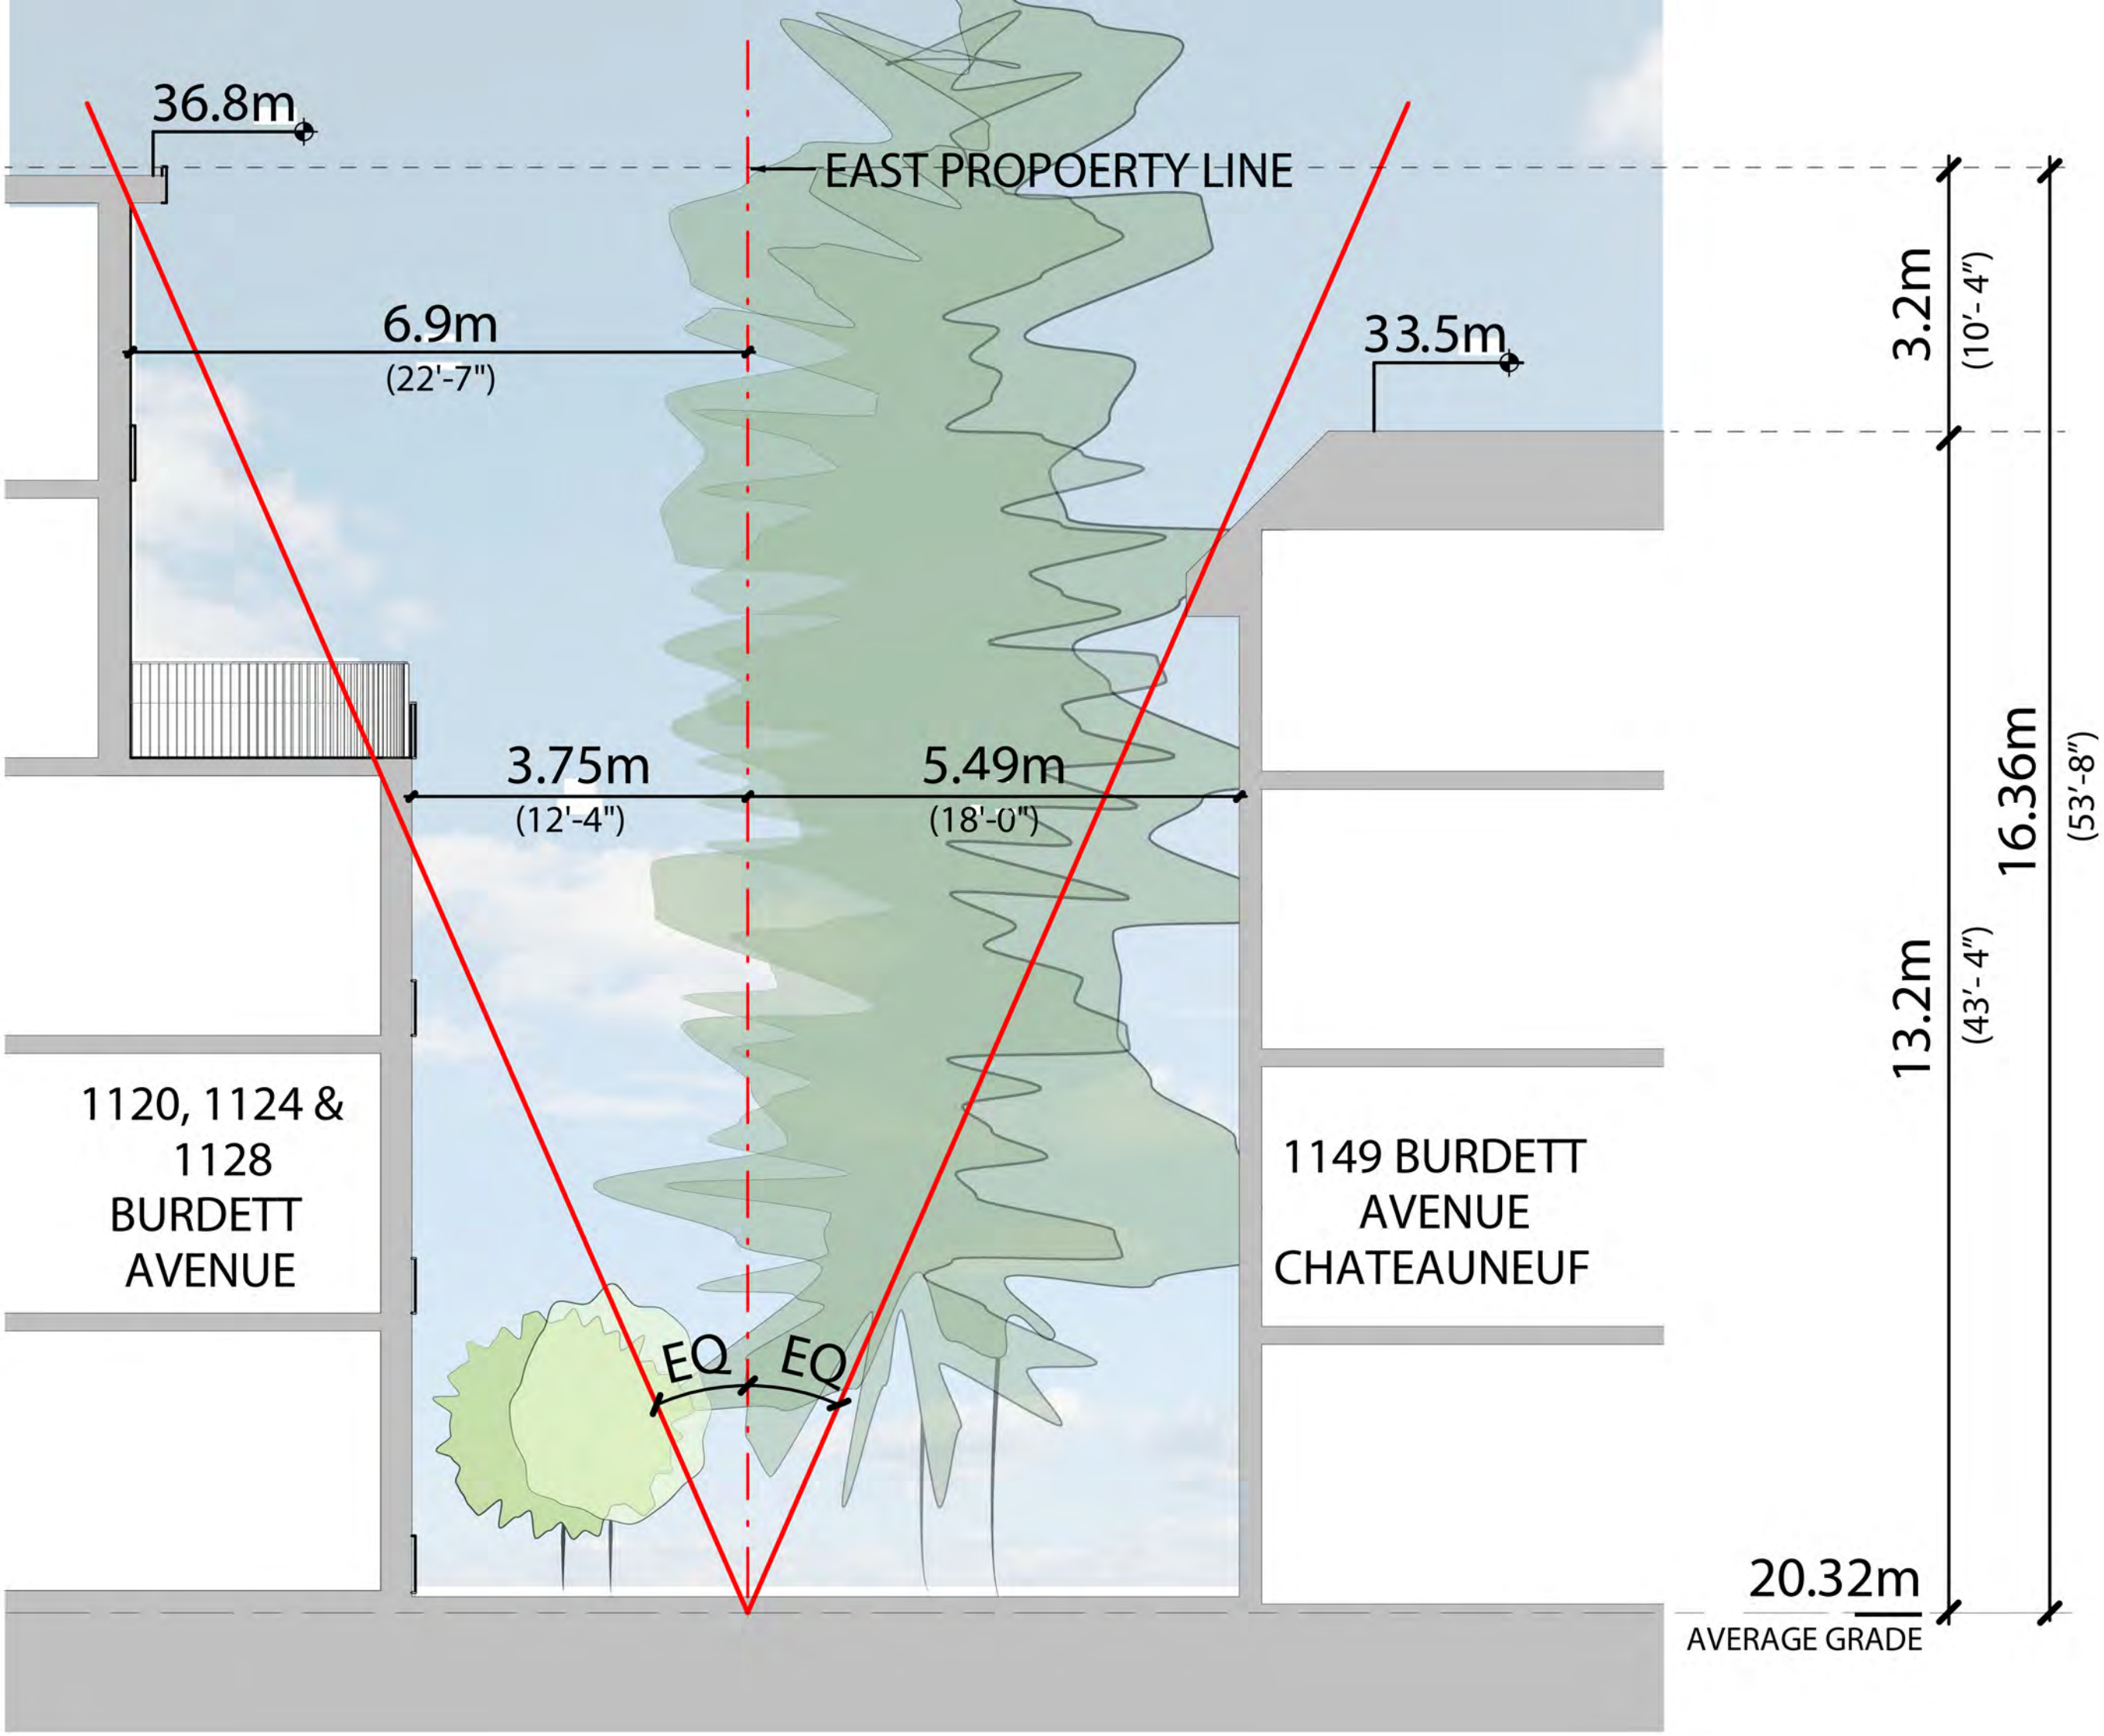 36.8m
EAST PROPOERTY LINE
6.9m
(22'-7")
33.5m
3.2m
(10'- 4")
3.75m
(12'-4")
5.49m
(18'-0")
16.36m
(53'-8")
13.2m
(43'- 4")
1120, 1124 &
1128
BURDETT
AVENUE
1149 BURDETT
AVENUE
CHATEAUNEUF
EQ
EQ
20.32m
AVERAGE GRADE